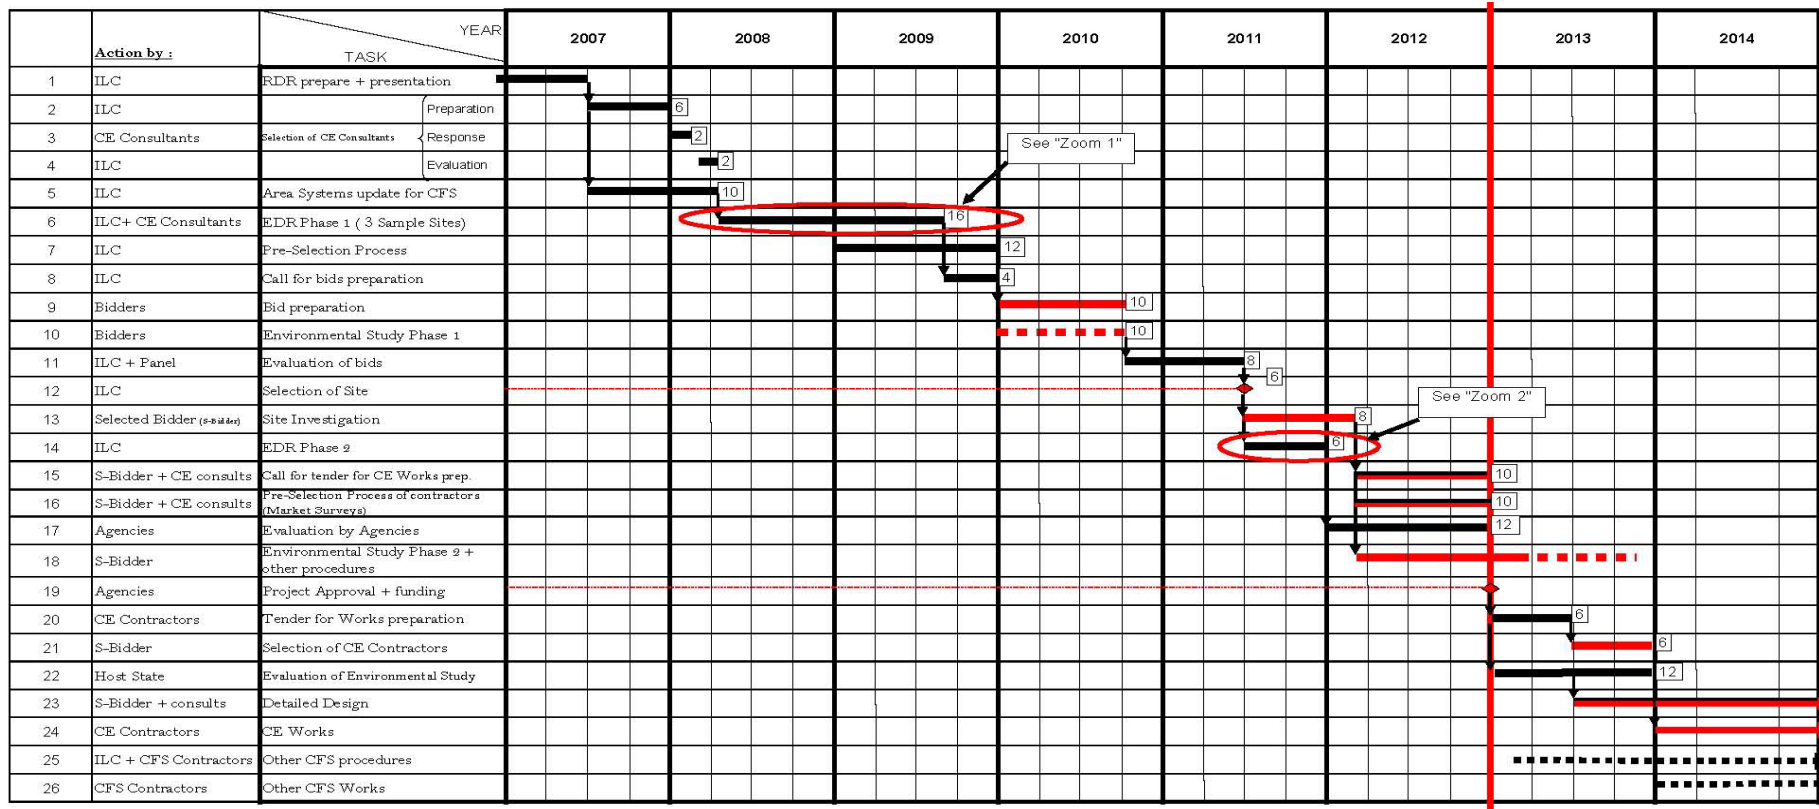 YEAR
Action by :
TASK
2007 2008 2009 2010 2011 2012 2013 2014
1 ILC RDR prepare + presentation
2 ILC Preparation 6
3 CE Consultants Selection of CE Consultants Response 2
See "Zoom 1"
4 ILC Evaluation 2
5 ILC Area Systems update for CFS 10
6 ILC+ CE Consultants EDR Phase 1 ( 3 Sample Sites) 16
7 ILC Pre-Selection Process 12
8 ILC Call for bids preparation 4
9 Bidders Bid preparation 10
10 Bidders Environmental Study Phase 1 10
11 ILC + Panel Evaluation of bids 8
12 ILC Selection of Site 6
See "Zoom 2"
13 Selected Bidder (S-Bidder) Site Investigation 8
14 ILC EDR Phase 2 6
15 S-Bidder + CE consults Call for tender for CE Works prep. 10
16 S-Bidder + CE consults Pre-Selection Process of contractors
(Market Surveys) 10
17 Agencies Evaluation by Agencies 12
18 S-Bidder Environmental Study Phase 2 +
other procedures
19 Agencies Project Approval + funding
20 CE Contractors Tender for Works preparation 6
21 S-Bidder Selection of CE Contractors 6
22 Host State Evaluation of Environmental Study 12
23 S-Bidder + consults Detailed Design
24 CE Contractors CE Works
25 ILC + CFS Contractors Other CFS procedures
26 CFS Contractors Other CFS Works